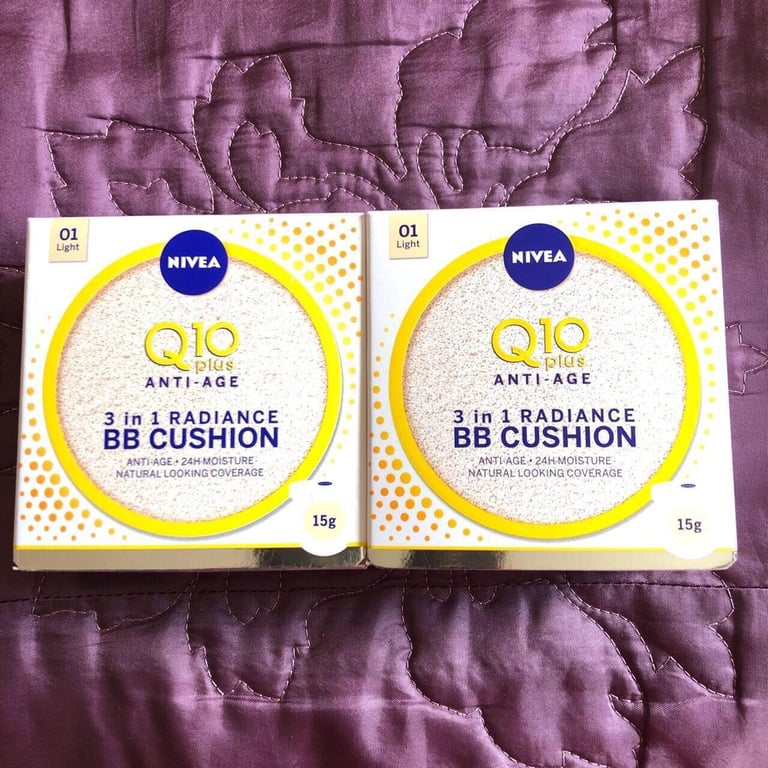 01
Light
NIVEA
Q10
plus
ANTI-AGE
3 in 1 RADIANCE
BB CUSHION
ANTI-AGE • 24H MOISTURE
NATURAL LOOKING COVERAGE
15g
01
Light
NIVEA
Q10
plus
ANTI-AGE
3 in 1 RADIANCE
BB CUSHION
ANTI-AGE • 24H MOISTURE
NATURAL LOOKING COVERAGE
15g